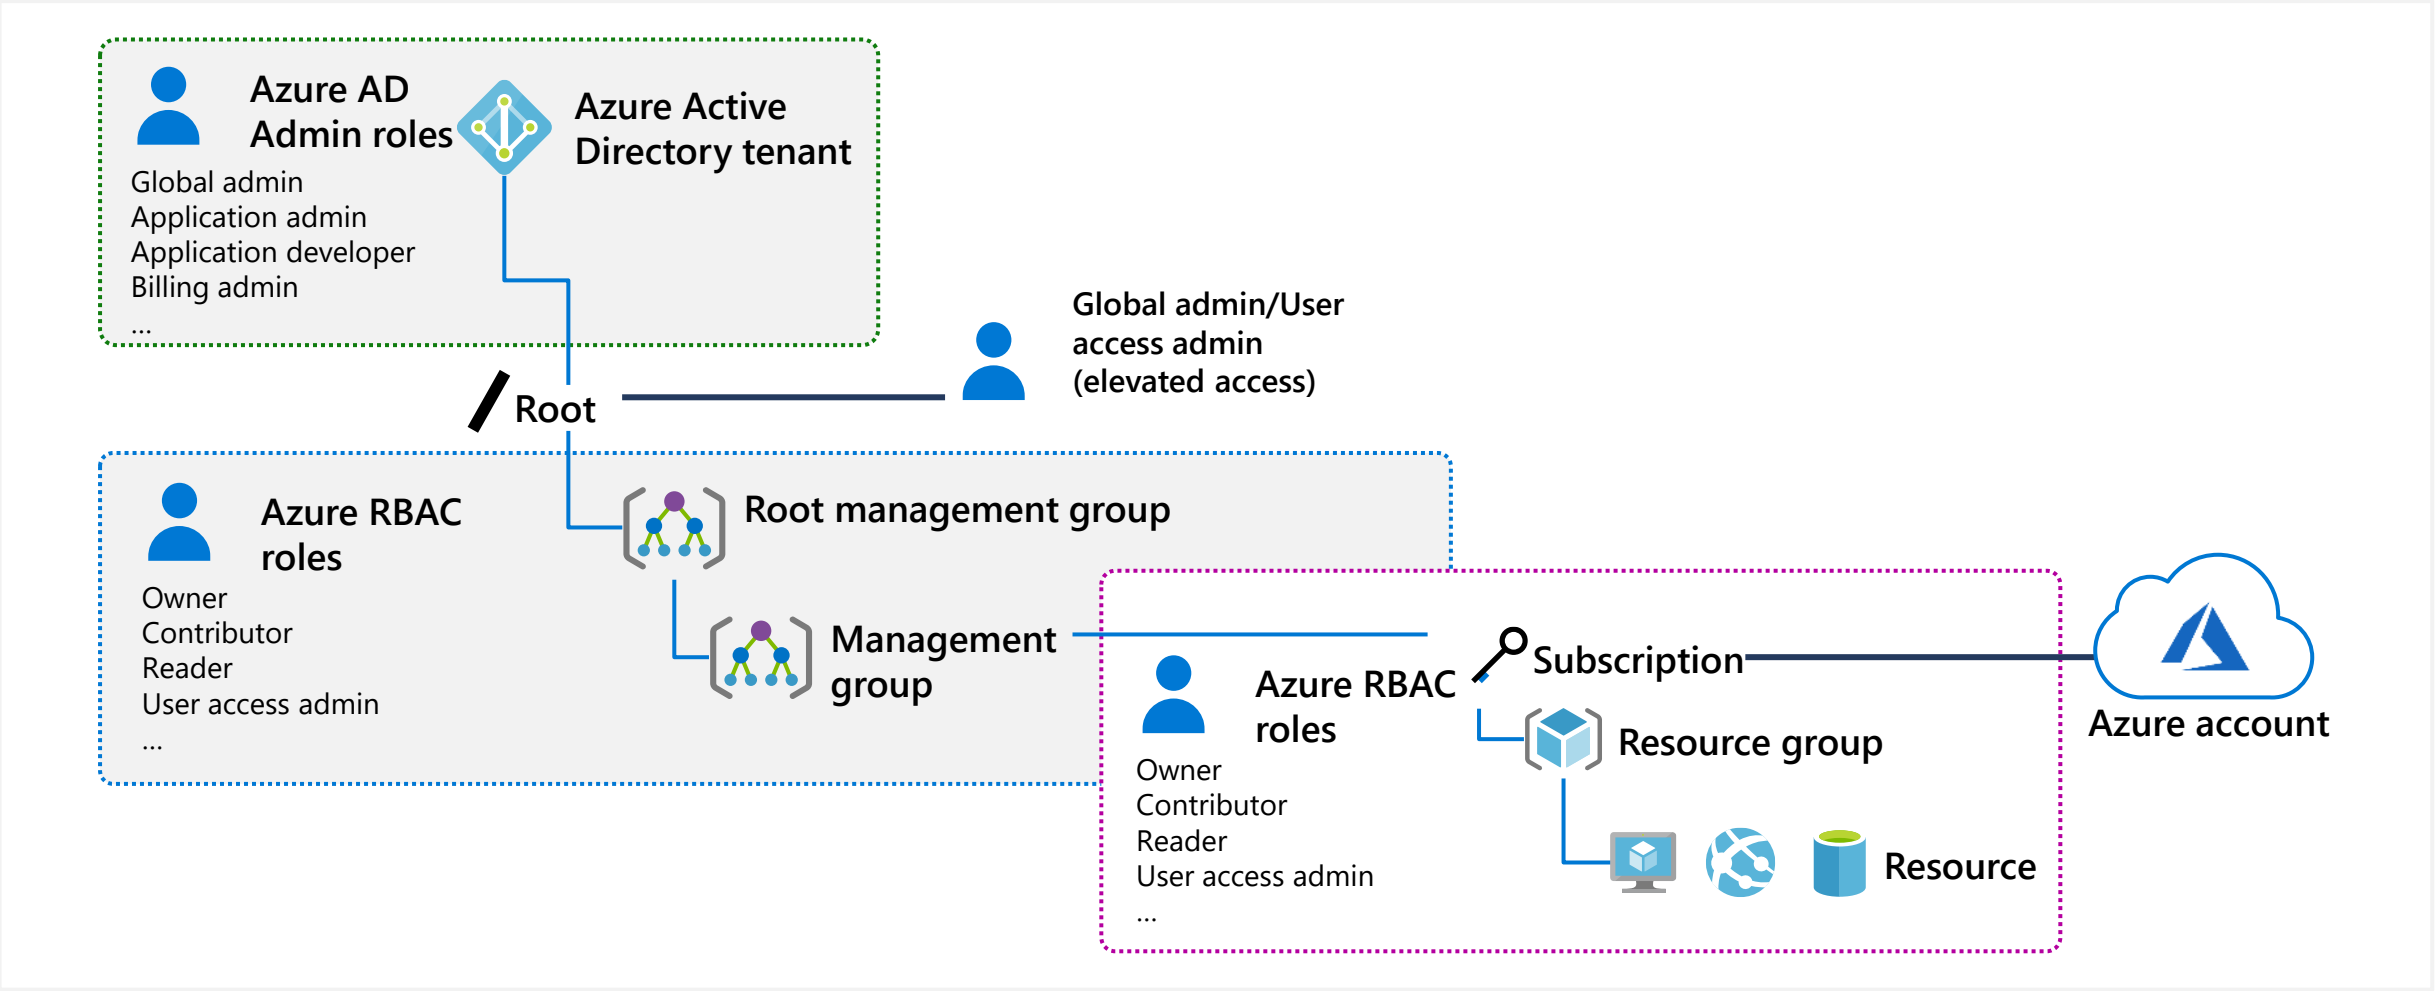 Azure AD
Admin roles
Azure Active
Directory tenant
Global admin
Application admin
Application developer
Billing admin
...
Global admin/User
access admin
(elevated access)
Root
Azure RBAC
roles
Root management group
Owner
Contributor
Reader
User access admin
...
Management
group
Azure RBAC
roles
Subscription
Resource group
Azure account
Owner
Contributor
Reader
User access admin
...
Resource